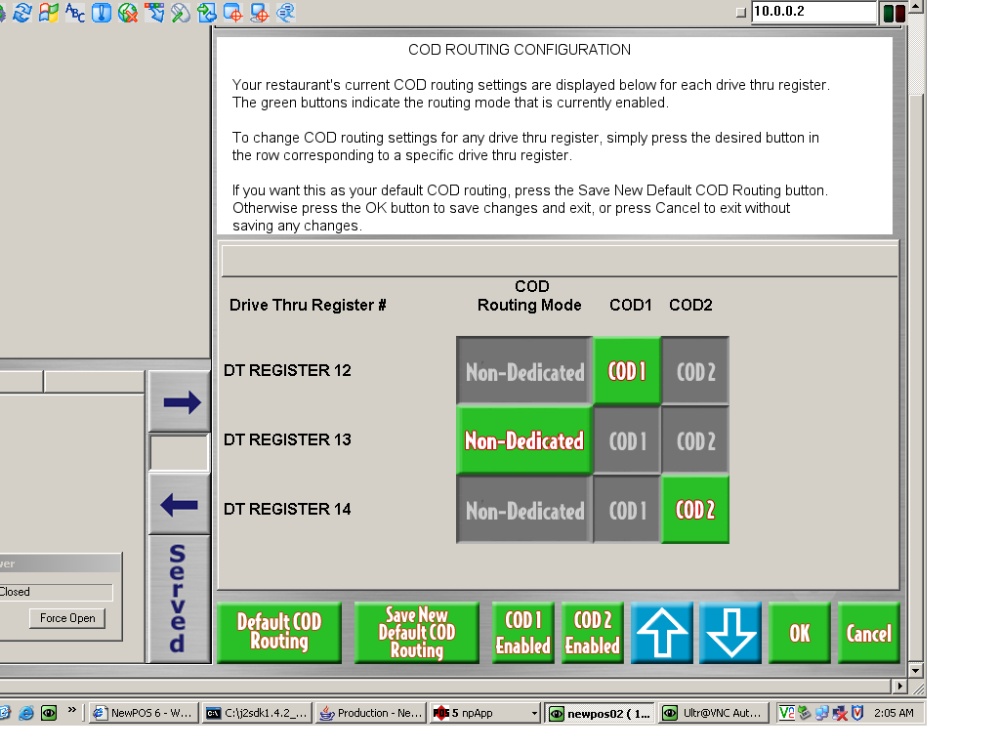 ABC
10.0.0.2
COD ROUTING CONFIGURATION
Your restaurant's current COD routing settings are displayed below for each drive thru register.
The green buttons indicate the routing mode that is currently enabled.
To change COD routing settings for any drive thru register, simply press the desired button in
the row corresponding to a specific drive thru register.
If you want this as your default COD routing, press the Save New Default COD Routing button.
Otherwise press the OK button to save changes and exit, or press Cancel to exit without
saving any changes.
COD
Drive Thru Register # Routing Mode COD1 COD2
DT REGISTER 12 Non-Dedicated COD 1 COD 2
DT REGISTER 13 Non-Dedicated COD 1 COD 2
DT REGISTER 14 Non-Dedicated COD 1 COD 2
Served
ver
Closed
Force Open
Default COD
Routing
Save New
Default COD
Routing
COD 1
Enabled
COD 2
Enabled
OK
Cancel
» NewPOS 6 - W... C:\j2sdk1.4.2_... Production - Ne... POS 5 npApp newpos02 ( 1... Ultr@VNC Aut... 2:05 AM